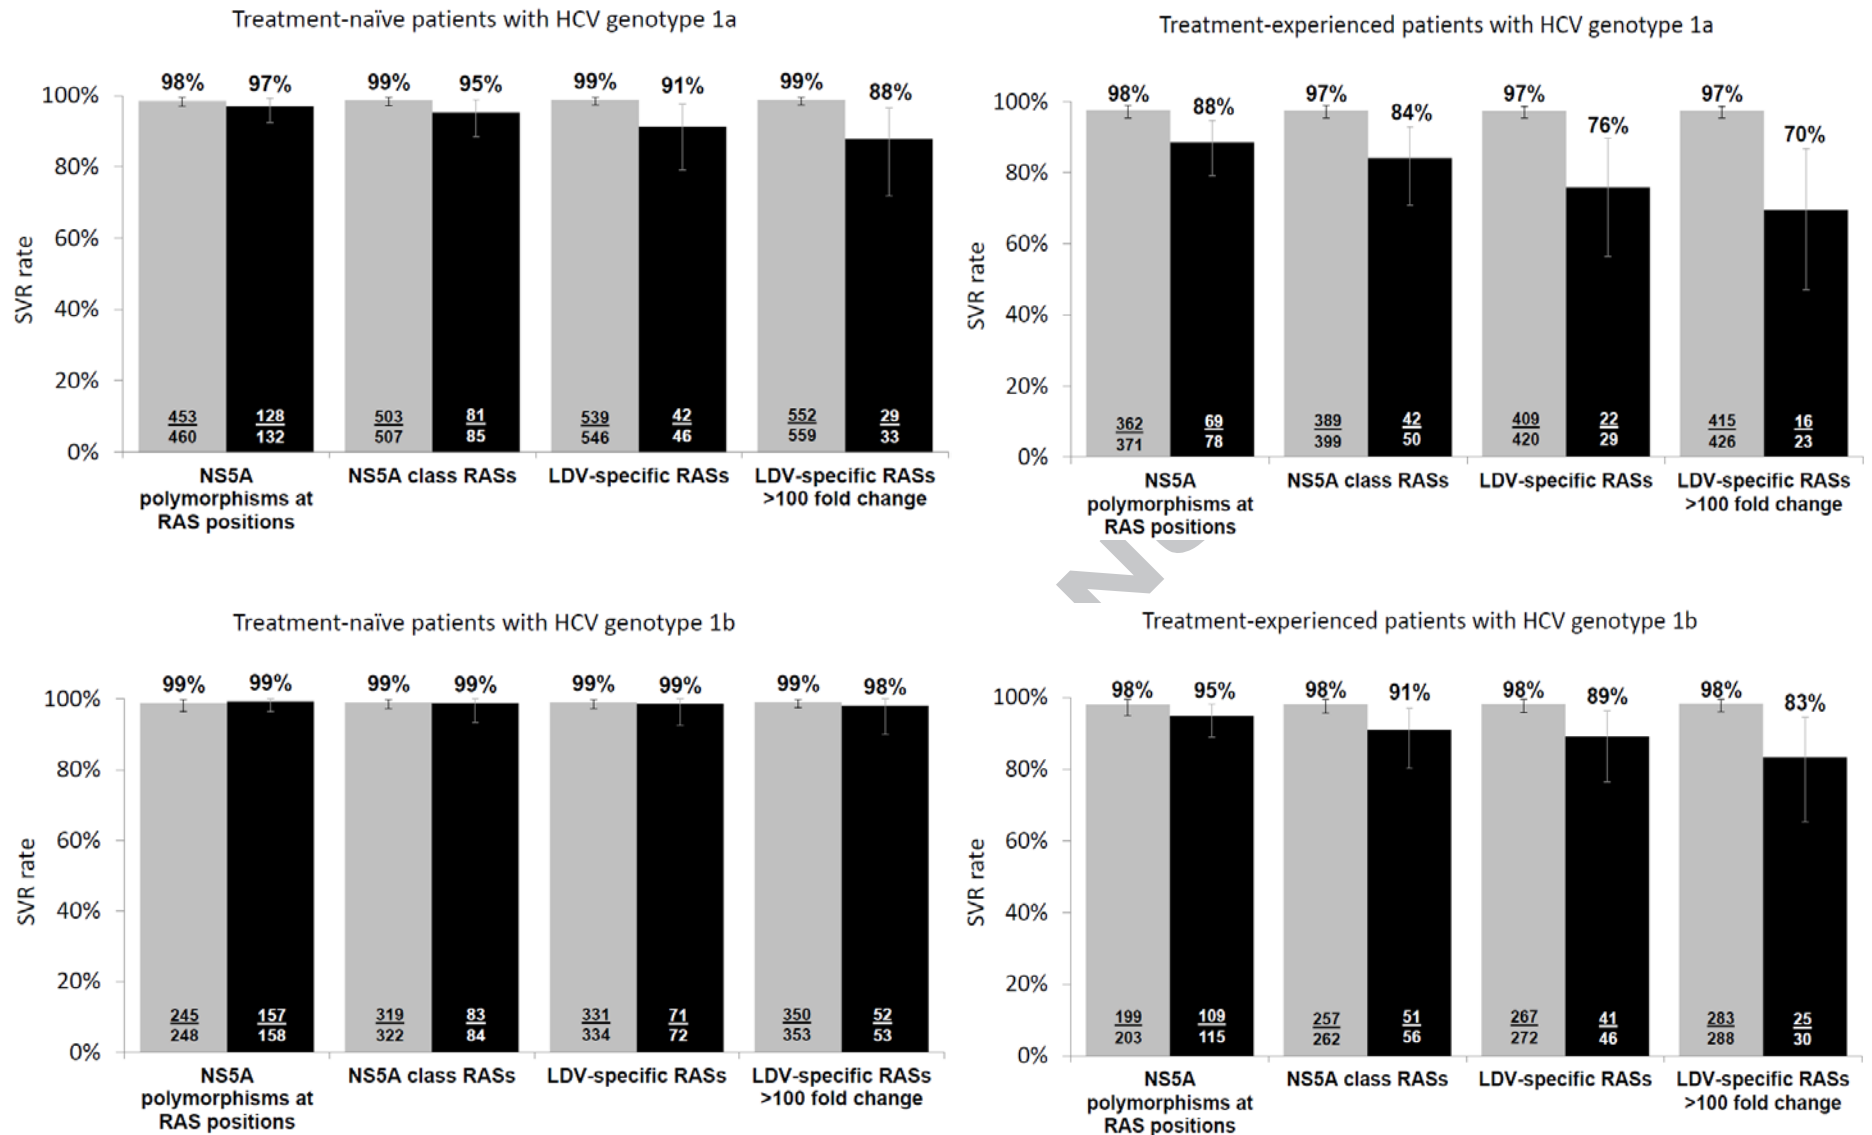 Treatment-naïve patients with HCV genotype 1a
98% 97% 99% 95% 99% 91% 99% 88%
100%
80%
60%
40%
20%
0%
SVR rate
453 128 503 81 539 42 552 29
460 132 507 85 546 46 559 33
NS5A NS5A class RASs LDV-specific RASs LDV-specific RASs
polymorphisms at >100 fold change
RAS positions
Treatment-experienced patients with HCV genotype 1a
98% 88% 97% 84% 97% 76% 97% 70%
100%
80%
60%
40%
20%
0%
SVR rate
362 69 389 42 409 22 415 16
371 78 399 50 420 29 426 23
NS5A NS5A class RASs LDV-specific RASs LDV-specific RASs
polymorphisms at >100 fold change
RAS positions
Treatment-naïve patients with HCV genotype 1b
99% 99% 99% 99% 99% 99% 99% 98%
100%
80%
60%
40%
20%
0%
SVR rate
245 157 319 83 331 71 350 52
248 158 322 84 334 72 353 53
NS5A NS5A class RASs LDV-specific RASs LDV-specific RASs
polymorphisms at >100 fold change
RAS positions
Treatment-experienced patients with HCV genotype 1b
98% 95% 98% 91% 98% 89% 98% 83%
100%
80%
60%
40%
20%
0%
SVR rate
199 109 257 51 267 41 283 25
203 115 262 56 272 46 288 30
NS5A NS5A class RASs LDV-specific RASs LDV-specific RASs
polymorphisms at >100 fold change
RAS positions